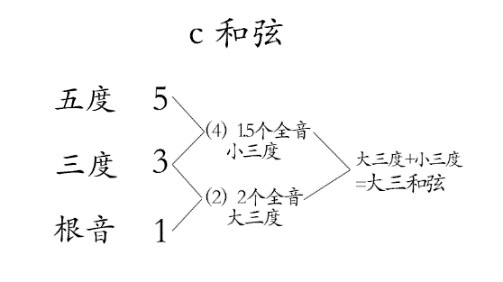 c 和弦
五度 5
(4) 1.5个全音
小三度
三度 3
大三度+小三度
=大三和弦
(2) 2个全音
大三度
根音 1